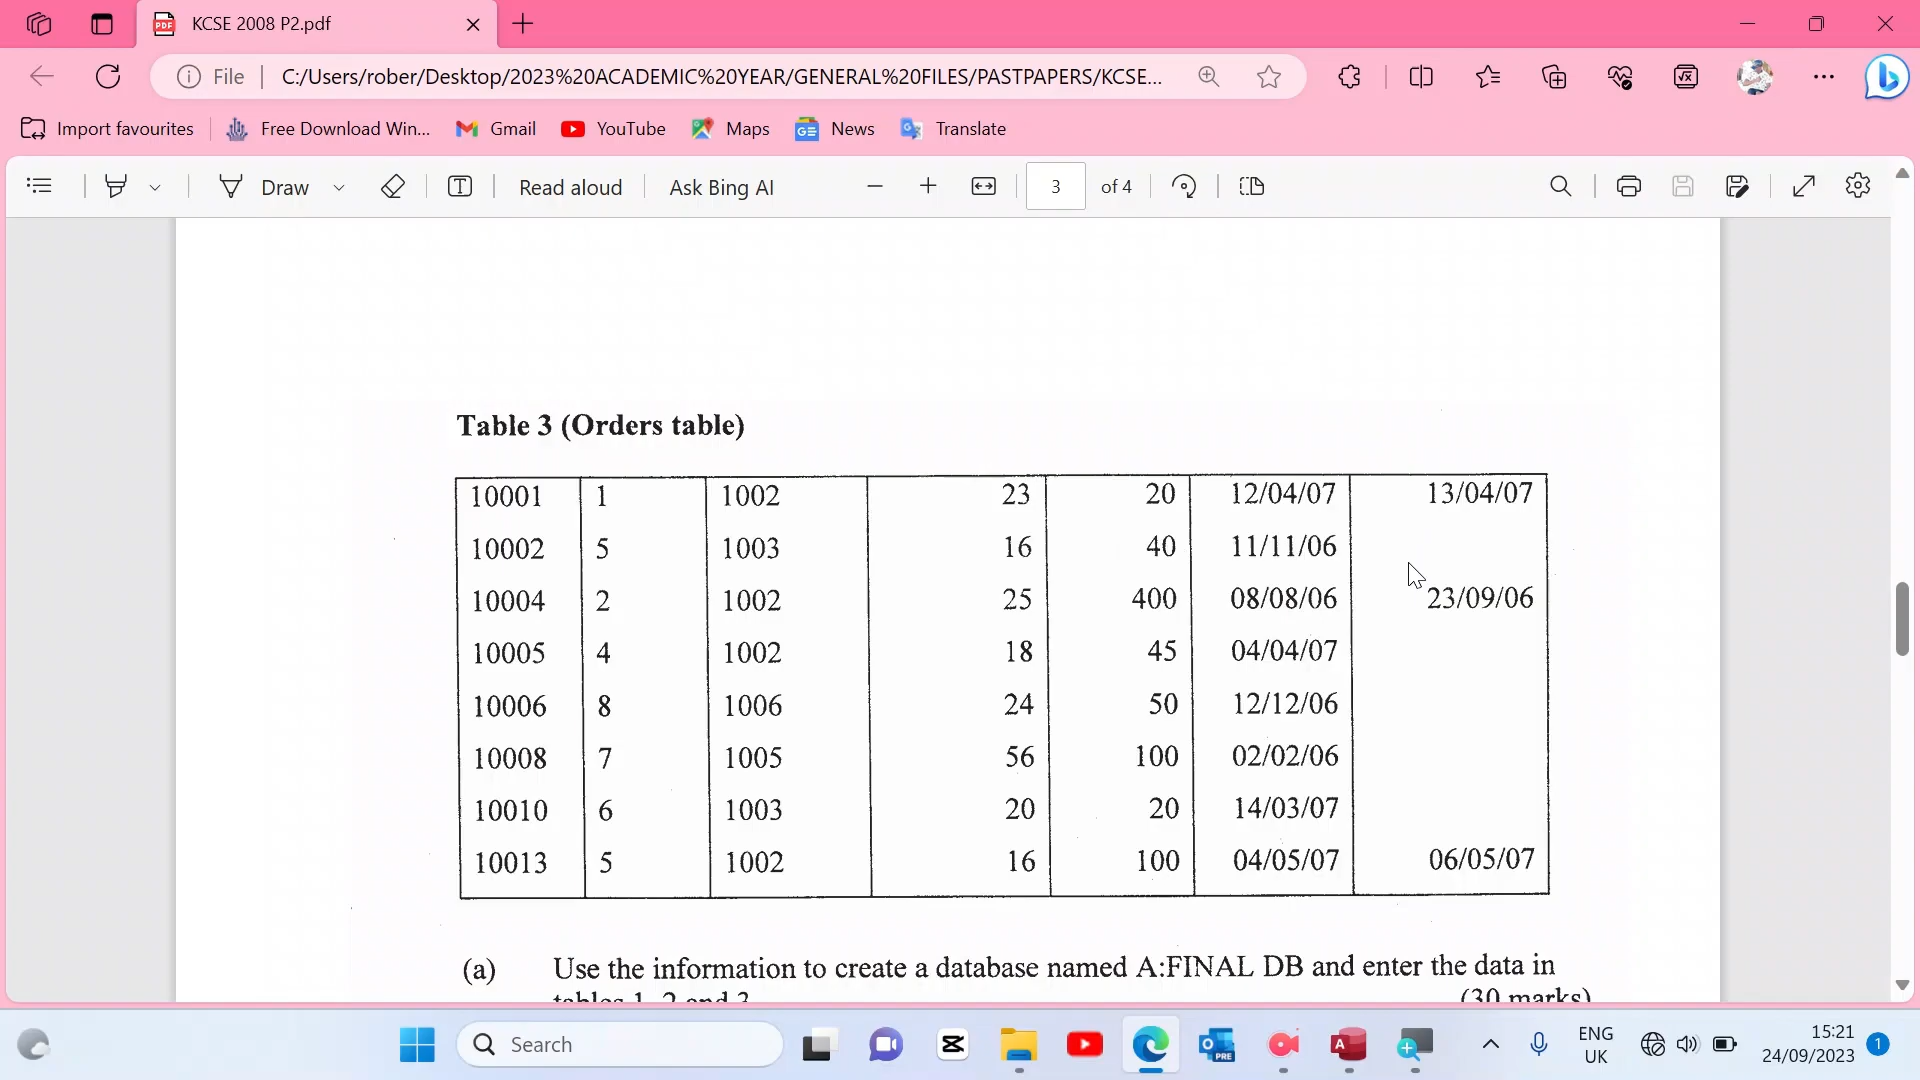 KCSE 2008 P2.pdf
File
C:/Users/rober/Desktop/2023%20ACADEMIC%20YEAR/GENERAL%20FILES/PASTPAPERS/KCSE...
Import favourites
Free Download Win...
Gmail
YouTube
Maps
News
Translate
Draw
Read aloud
Ask Bing AI
3
of 4
Table 3 (Orders table)
10001 1 1002 23 20 12/04/07 13/04/07
10002 5 1003 16 40 11/11/06
10004 2 1002 25 400 08/08/06 23/09/06
10005 4 1002 18 45 04/04/07
10006 8 1006 24 50 12/12/06
10008 7 1005 56 100 02/02/06
10010 6 1003 20 20 14/03/07
10013 5 1002 16 100 04/05/07 06/05/07
(a) Use the information to create a database named A:FINAL DB and enter the data in
tables 1, 2 and 3 (30 marks)
Search
ENG
UK
15:21
24/09/2023
1